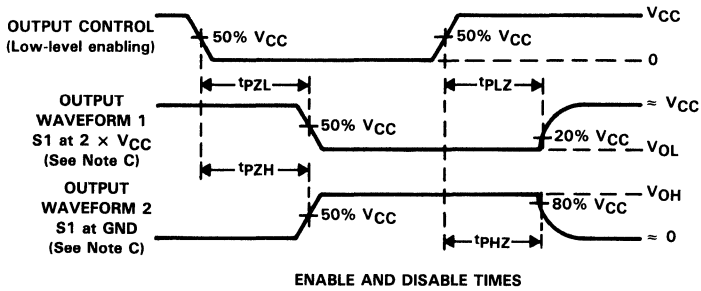 OUTPUT CONTROL
(Low-level enabling)
50% VCC
50% VCC
VCC
0
tPZL
tPLZ
OUTPUT
WAVEFORM 1
S1 at 2 × VCC
(See Note C)
50% VCC
≈ VCC
20% VCC
VOL
tPZH
OUTPUT
WAVEFORM 2
S1 at GND
(See Note C)
50% VCC
VOH
80% VCC
≈ 0
tPHZ
ENABLE AND DISABLE TIMES